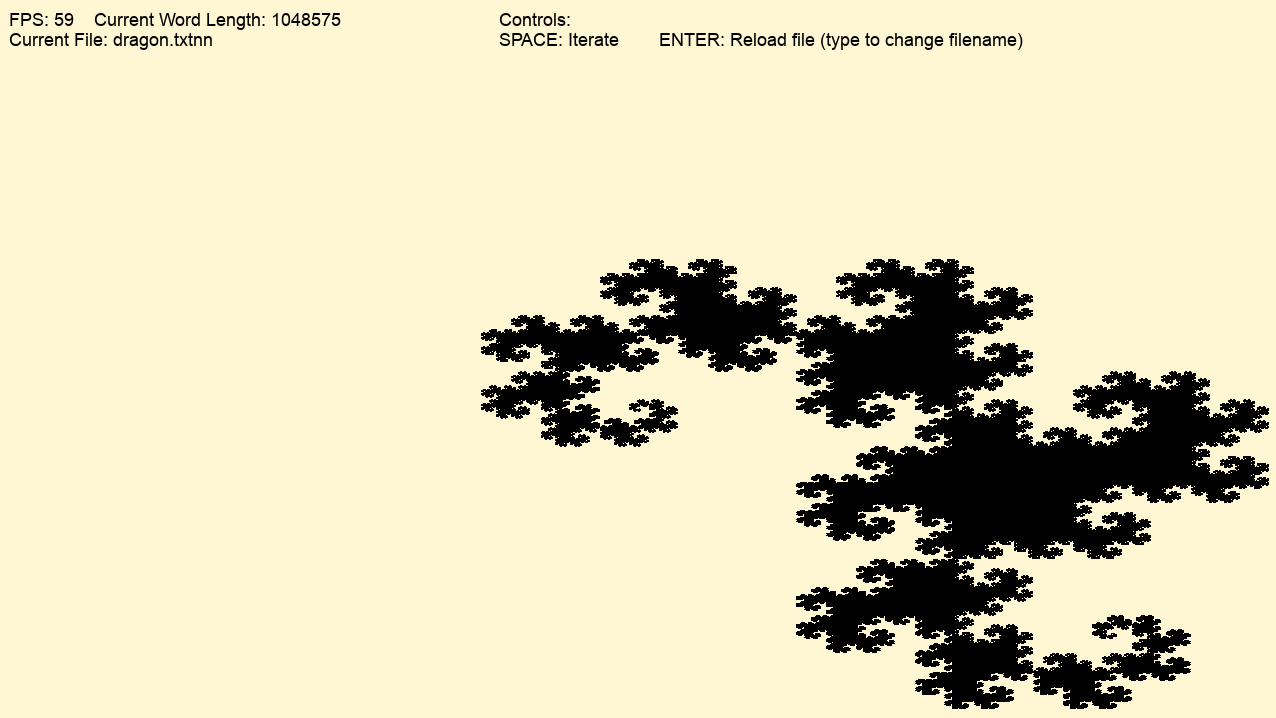 FPS: 59    Current Word Length: 1048575
Current File: dragon.txtnn
Controls:
SPACE: Iterate        ENTER: Reload file (type to change filename)